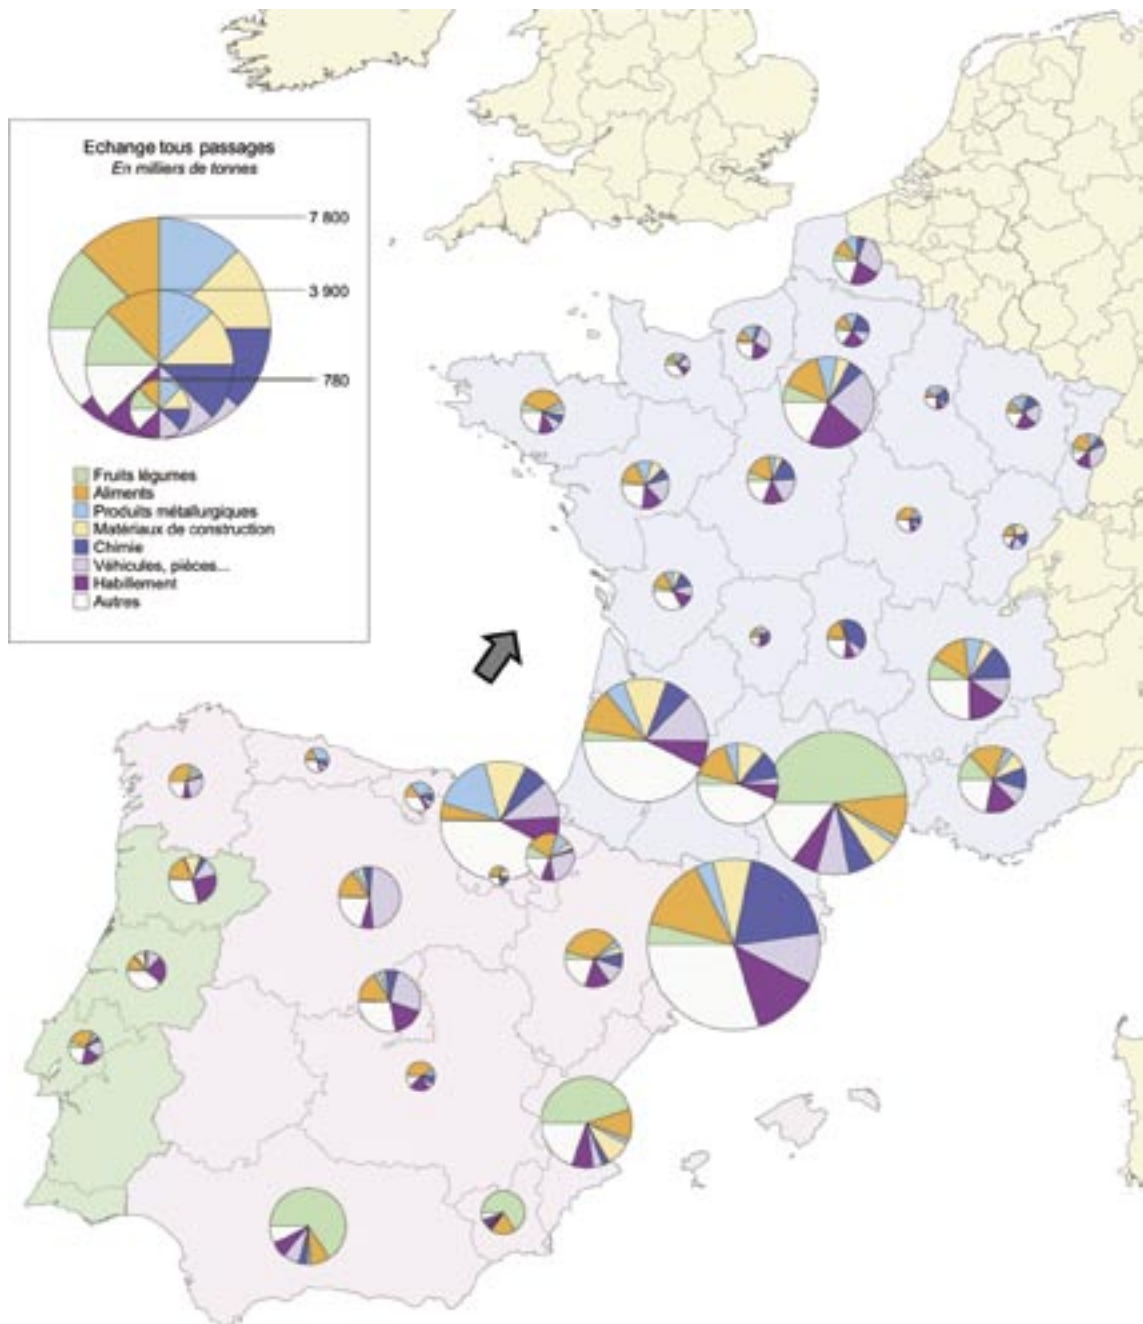 Echange tous passages
En milliers de tonnes
7 800
3 900
780
Fruits légumes
Aliments
Produits métallurgiques
Matériaux de construction
Chimie
Véhicules, pièces...
Habillement
Autres